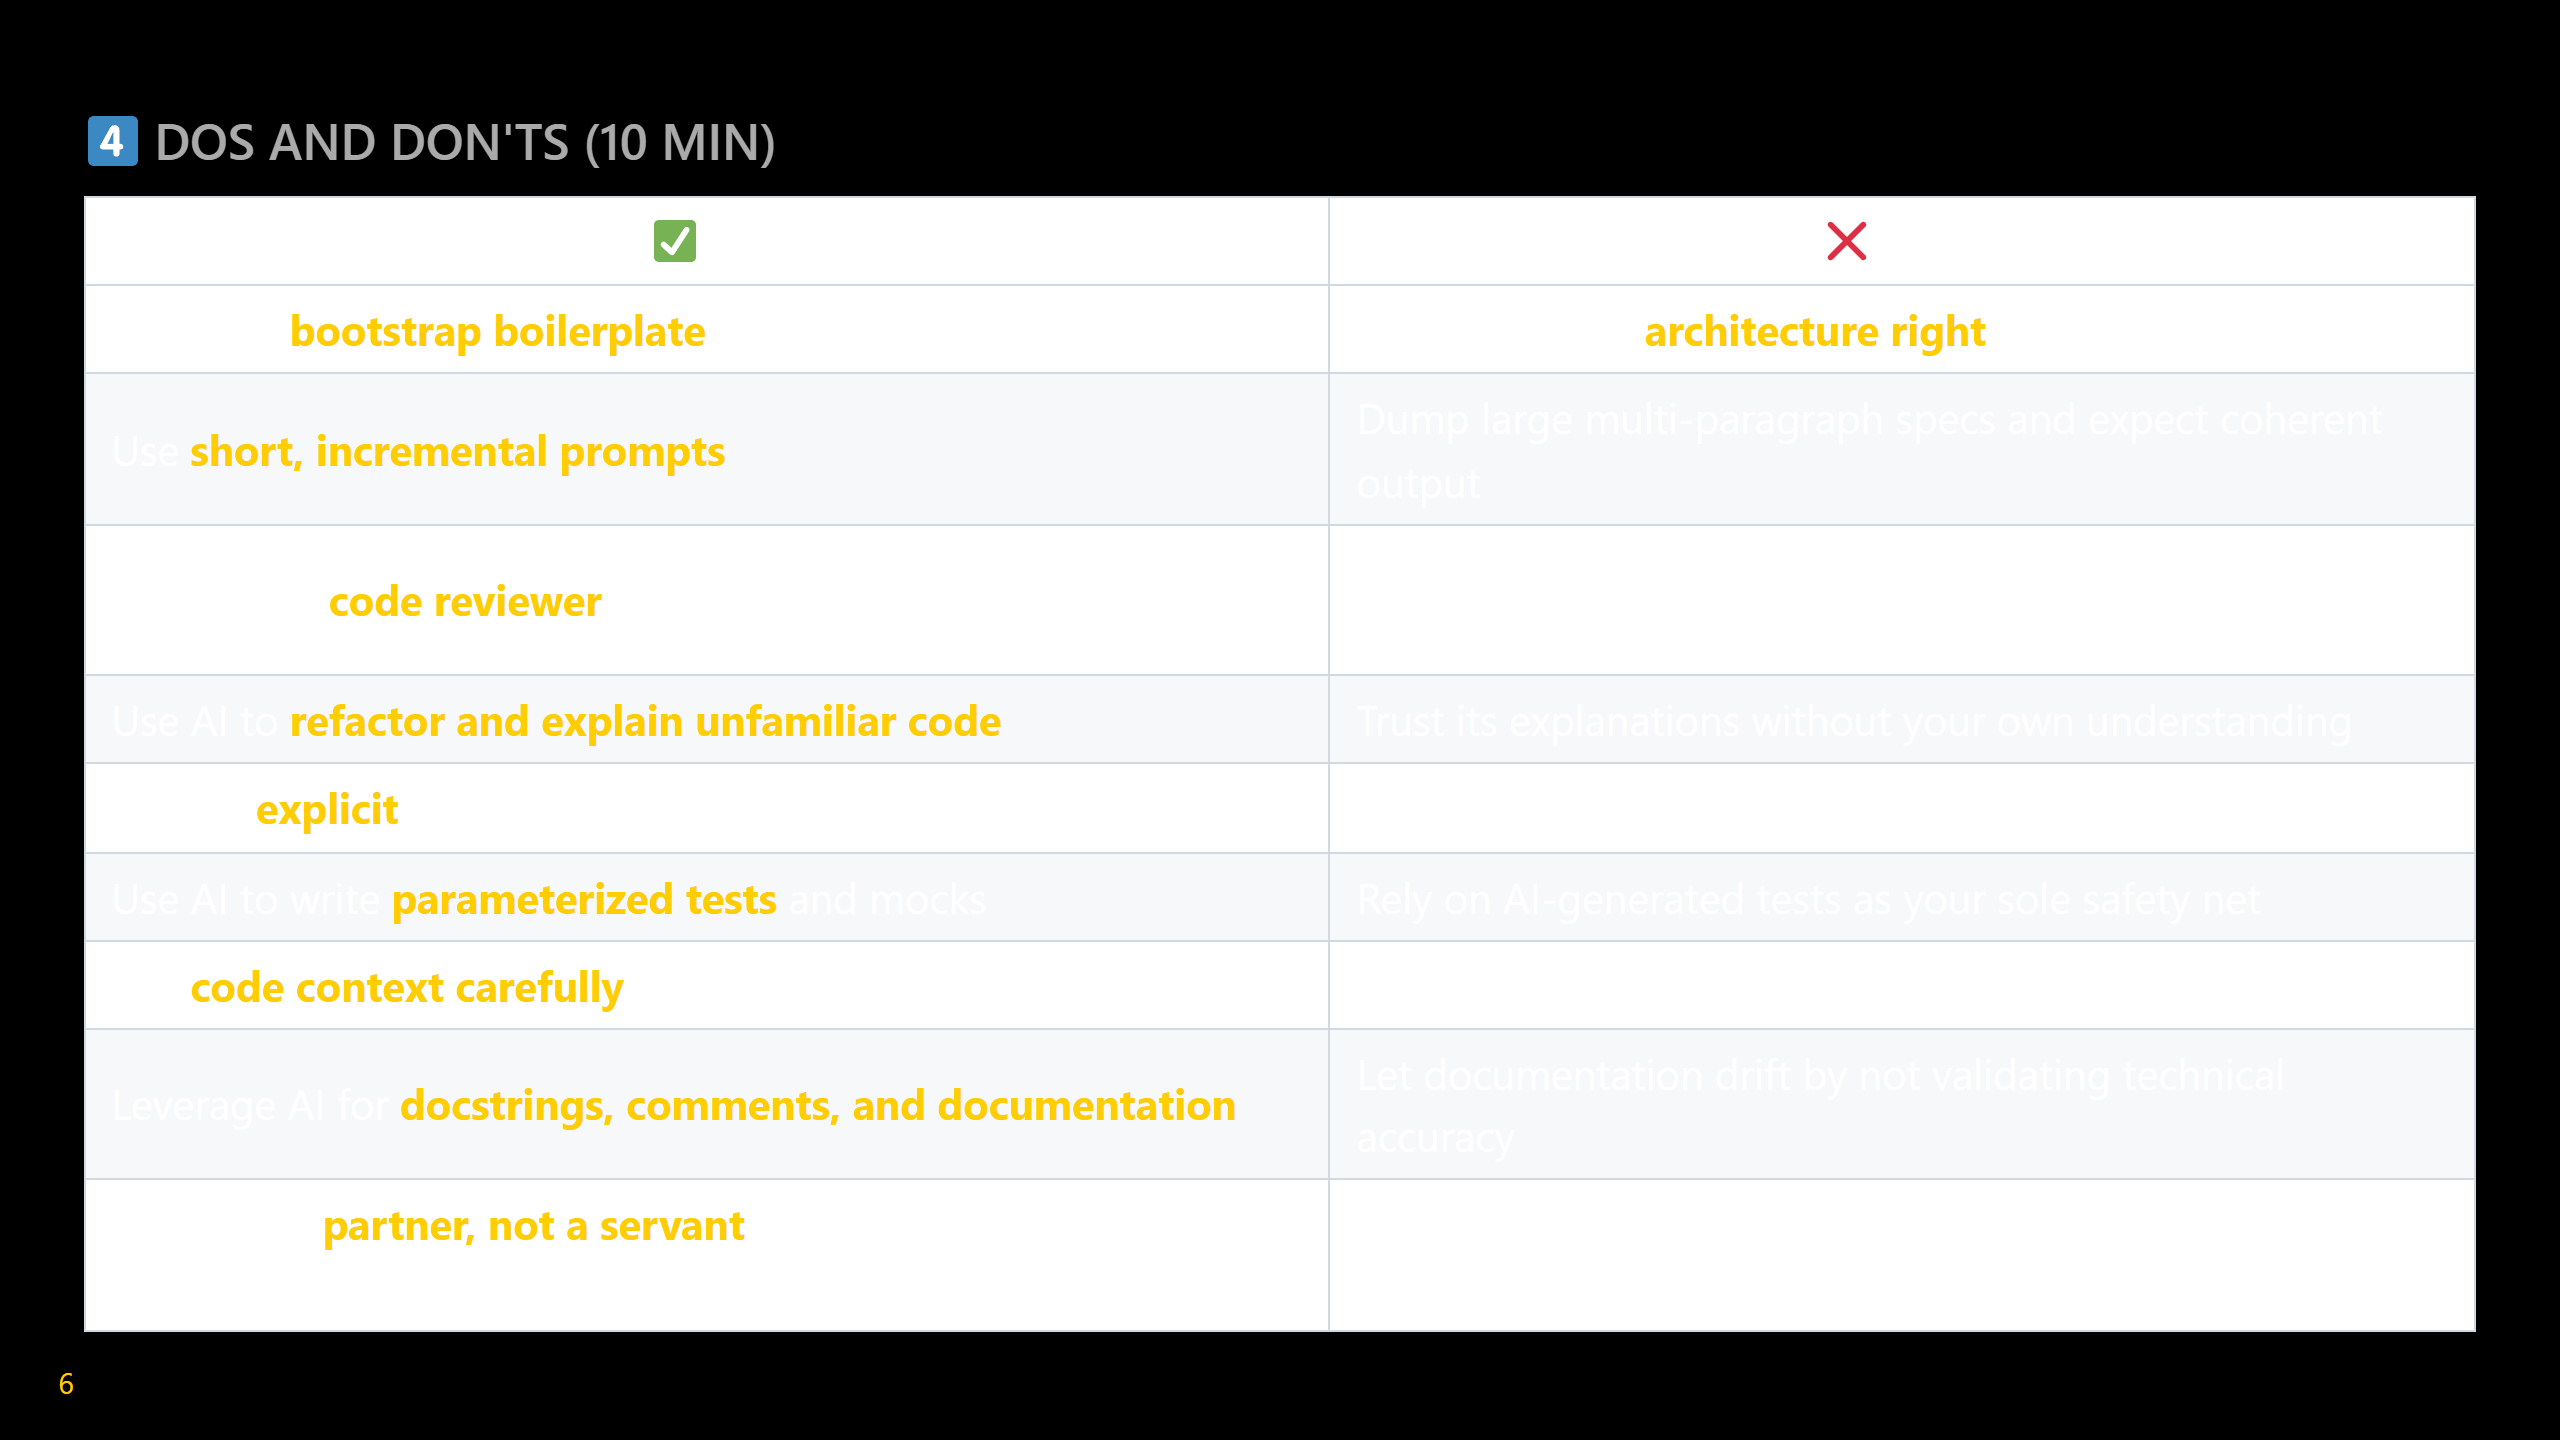 4 DOS AND DON'TS (10 MIN)
✅ ❌
bootstrap boilerplate
architecture right
Use short, incremental prompts
Dump large multi-paragraph specs and expect coherent
output
code reviewer
Use AI to refactor and explain unfamiliar code
Trust its explanations without your own understanding
explicit
Use AI to write parameterized tests and mocks
Rely on AI-generated tests as your sole safety net
code context carefully
Leverage AI for docstrings, comments, and documentation
Let documentation drift by not validating technical
accuracy
partner, not a servant
6